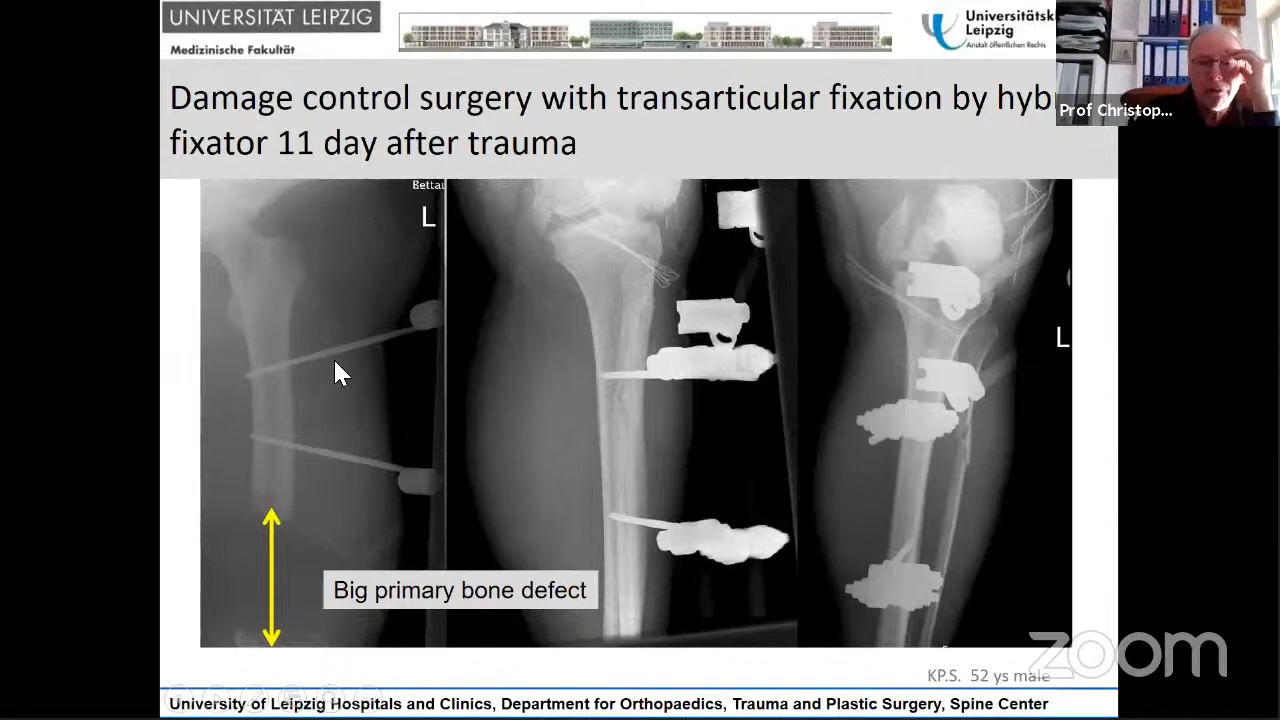 UNIVERSITÄT LEIPZIG
Medizinische Fakultät
Universitätsk
Leipzig
Anstalt öffentlichen Rechts
Prof Christop...
Damage control surgery with transarticular fixation by hyb
fixator 11 day after trauma
Bettau
L
L
Big primary bone defect
zoom
KP.S. 52 ys male
University of Leipzig Hospitals and Clinics, Department for Orthopaedics, Trauma and Plastic Surgery, Spine Center